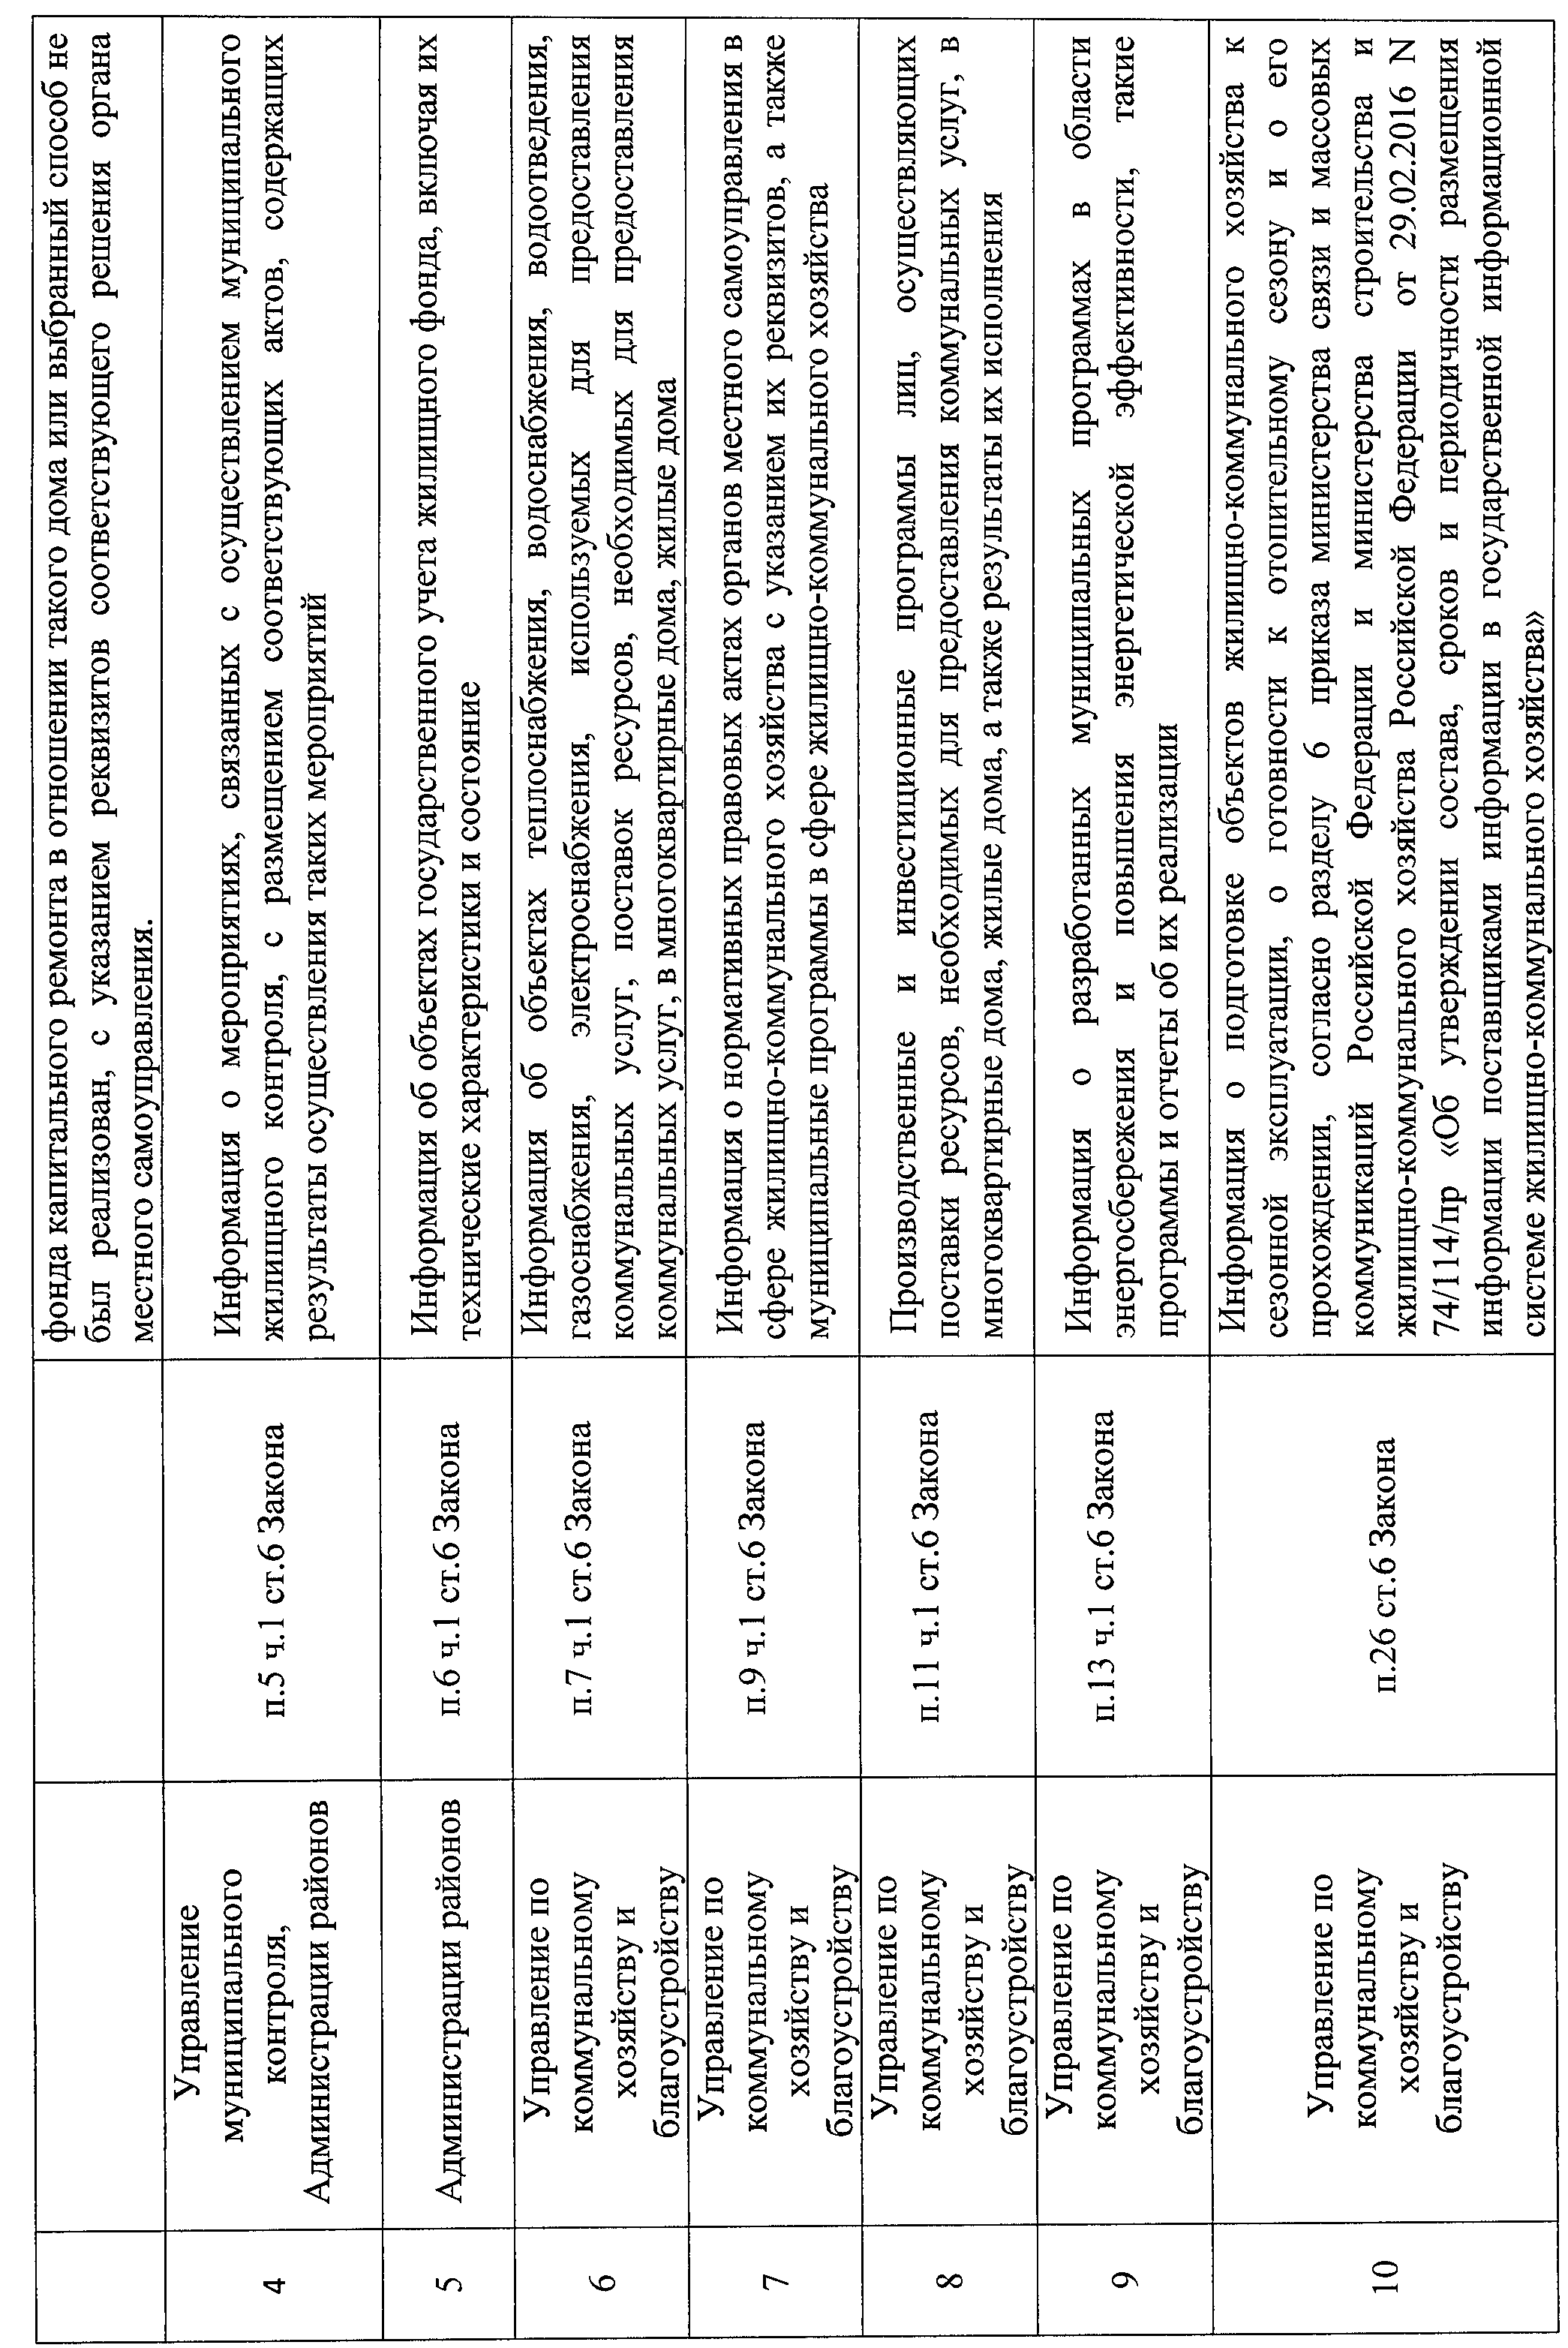 фонда капитального ремонта в отношении такого дома или выбранный способ не
был реализован, с указанием реквизитов соответствующего решения органа
местного самоуправления.
4
Управление
муниципального
контроля,
Администрации районов
п.5 ч.1 ст.6 Закона
Информация о мероприятиях, связанных с осуществлением муниципального
жилищного контроля, с размещением соответствующих актов, содержащих
результаты осуществления таких мероприятий
5
Администрации районов
п.6 ч.1 ст.6 Закона
Информация об объектах государственного учета жилищного фонда, включая их
технические характеристики и состояние
6
Управление по
коммунальному
хозяйству и
благоустройству
п.7 ч.1 ст.6 Закона
Информация об объектах теплоснабжения, водоснабжения, водоотведения,
газоснабжения, электроснабжения, используемых для предоставления
коммунальных услуг, поставок ресурсов, необходимых для предоставления
коммунальных услуг, в многоквартирные дома, жилые дома
7
Управление по
коммунальному
хозяйству и
благоустройству
п.9 ч.1 ст.6 Закона
Информация о нормативных правовых актах органов местного самоуправления в
сфере жилищно-коммунального хозяйства с указанием их реквизитов, а также
муниципальные программы в сфере жилищно-коммунального хозяйства
8
Управление по
коммунальному
хозяйству и
благоустройству
п.11 ч.1 ст.6 Закона
Производственные и инвестиционные программы лиц, осуществляющих
поставки ресурсов, необходимых для предоставления коммунальных услуг, в
многоквартирные дома, жилые дома, а также результаты их исполнения
9
Управление по
коммунальному
хозяйству и
благоустройству
п.13 ч.1 ст.6 Закона
Информация о разработанных муниципальных программах в области
энергосбережения и повышения энергетической эффективности, такие
программы и отчеты об их реализации
10
Управление по
коммунальному
хозяйству и
благоустройству
п.26 ст.6 Закона
Информация о подготовке объектов жилищно-коммунального хозяйства к
сезонной эксплуатации, о готовности к отопительному сезону и о его
прохождении, согласно разделу 6 приказа министерства связи и массовых
коммуникаций Российской Федерации и министерства строительства и
жилищно-коммунального хозяйства Российской Федерации от 29.02.2016 N
74/114/пр «Об утверждении состава, сроков и периодичности размещения
информации поставщиками информации в государственной информационной
системе жилищно-коммунального хозяйства»